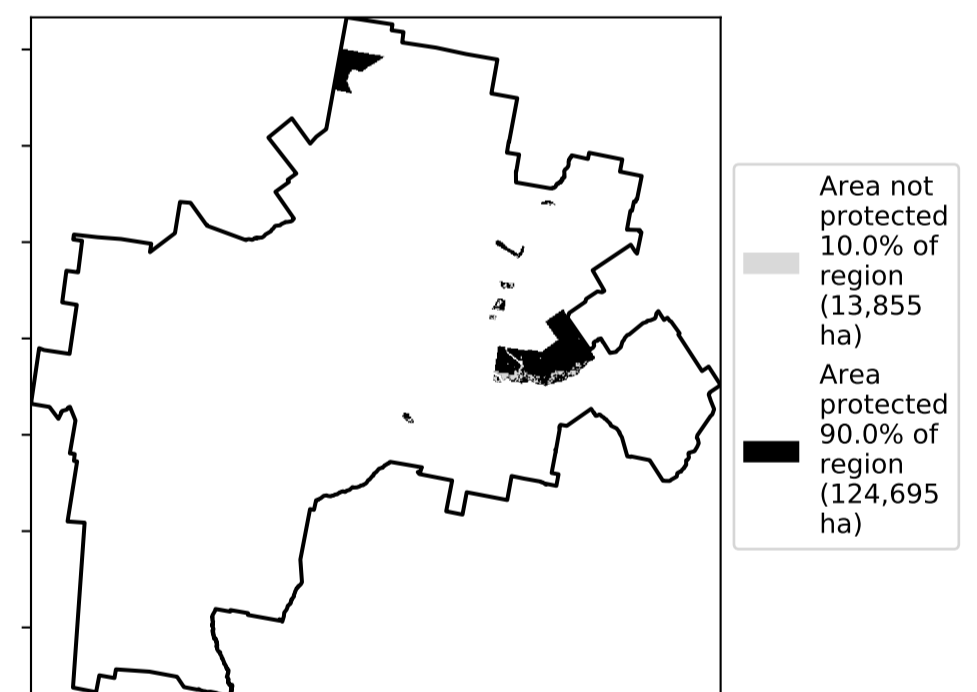 Area not
protected
10.0% of
region
(13,855
ha)
Area
protected
90.0% of
region
(124,695
ha)